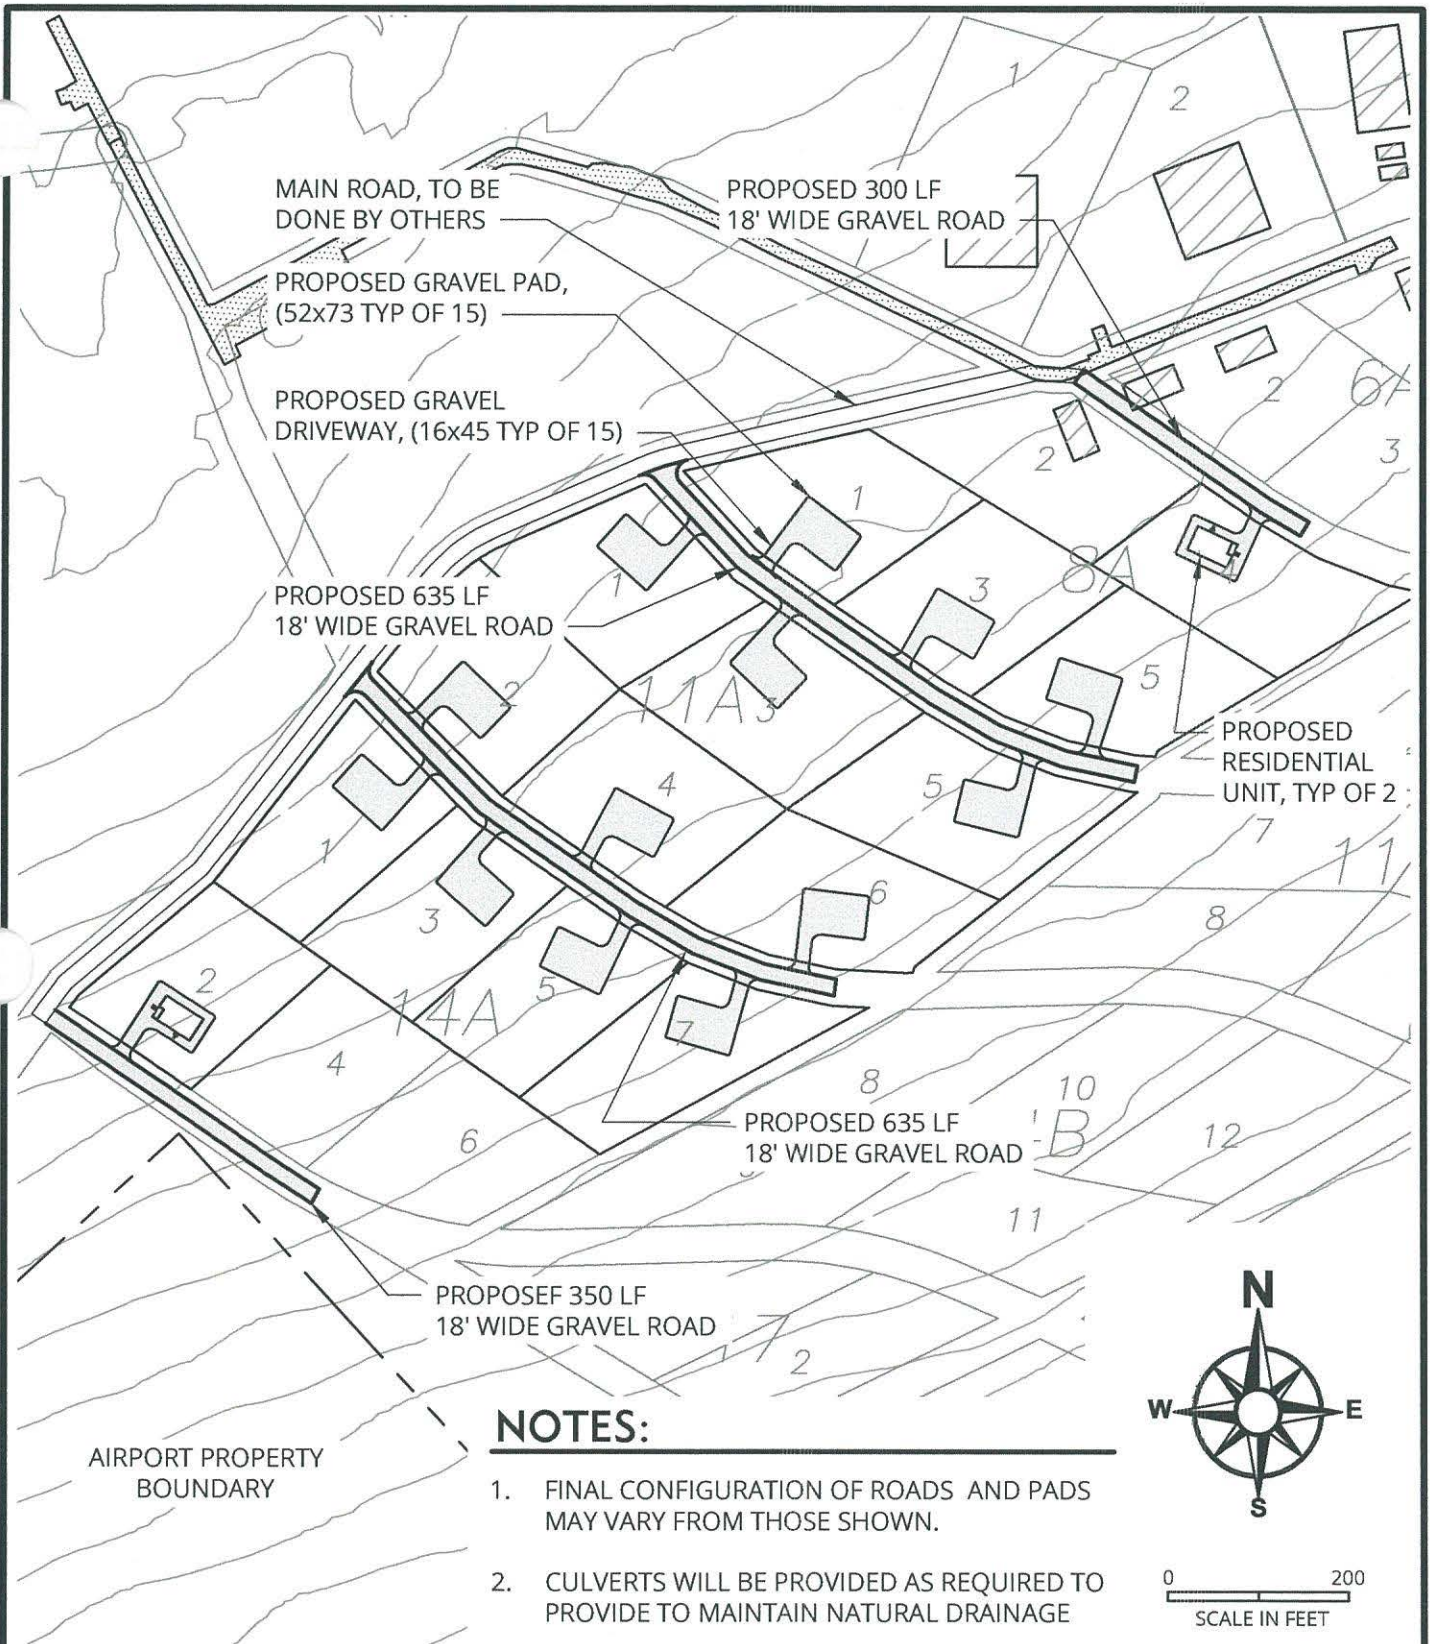 1
2
MAIN ROAD, TO BE
DONE BY OTHERS
PROPOSED 300 LF
18' WIDE GRAVEL ROAD
PROPOSED GRAVEL PAD,
(52x73 TYP OF 15)
PROPOSED GRAVEL
DRIVEWAY, (16x45 TYP OF 15)
2
6A
2
3
1
8A
4
1
3
PROPOSED 635 LF
18' WIDE GRAVEL ROAD
5
2
11A
3
PROPOSED
RESIDENTIAL
UNIT, TYP OF 2
4
5
7
11
1
6
3
8
2
5
14A
7
4
8
10
PROPOSED 635 LF
18' WIDE GRAVEL ROAD
B
12
6
11
PROPOSEF 350 LF
18' WIDE GRAVEL ROAD
7
2
N
W
E
S
AIRPORT PROPERTY
BOUNDARY
NOTES:
1. FINAL CONFIGURATION OF ROADS AND PADS
MAY VARY FROM THOSE SHOWN.
2. CULVERTS WILL BE PROVIDED AS REQUIRED TO
PROVIDE TO MAINTAIN NATURAL DRAINAGE
0 200
SCALE IN FEET